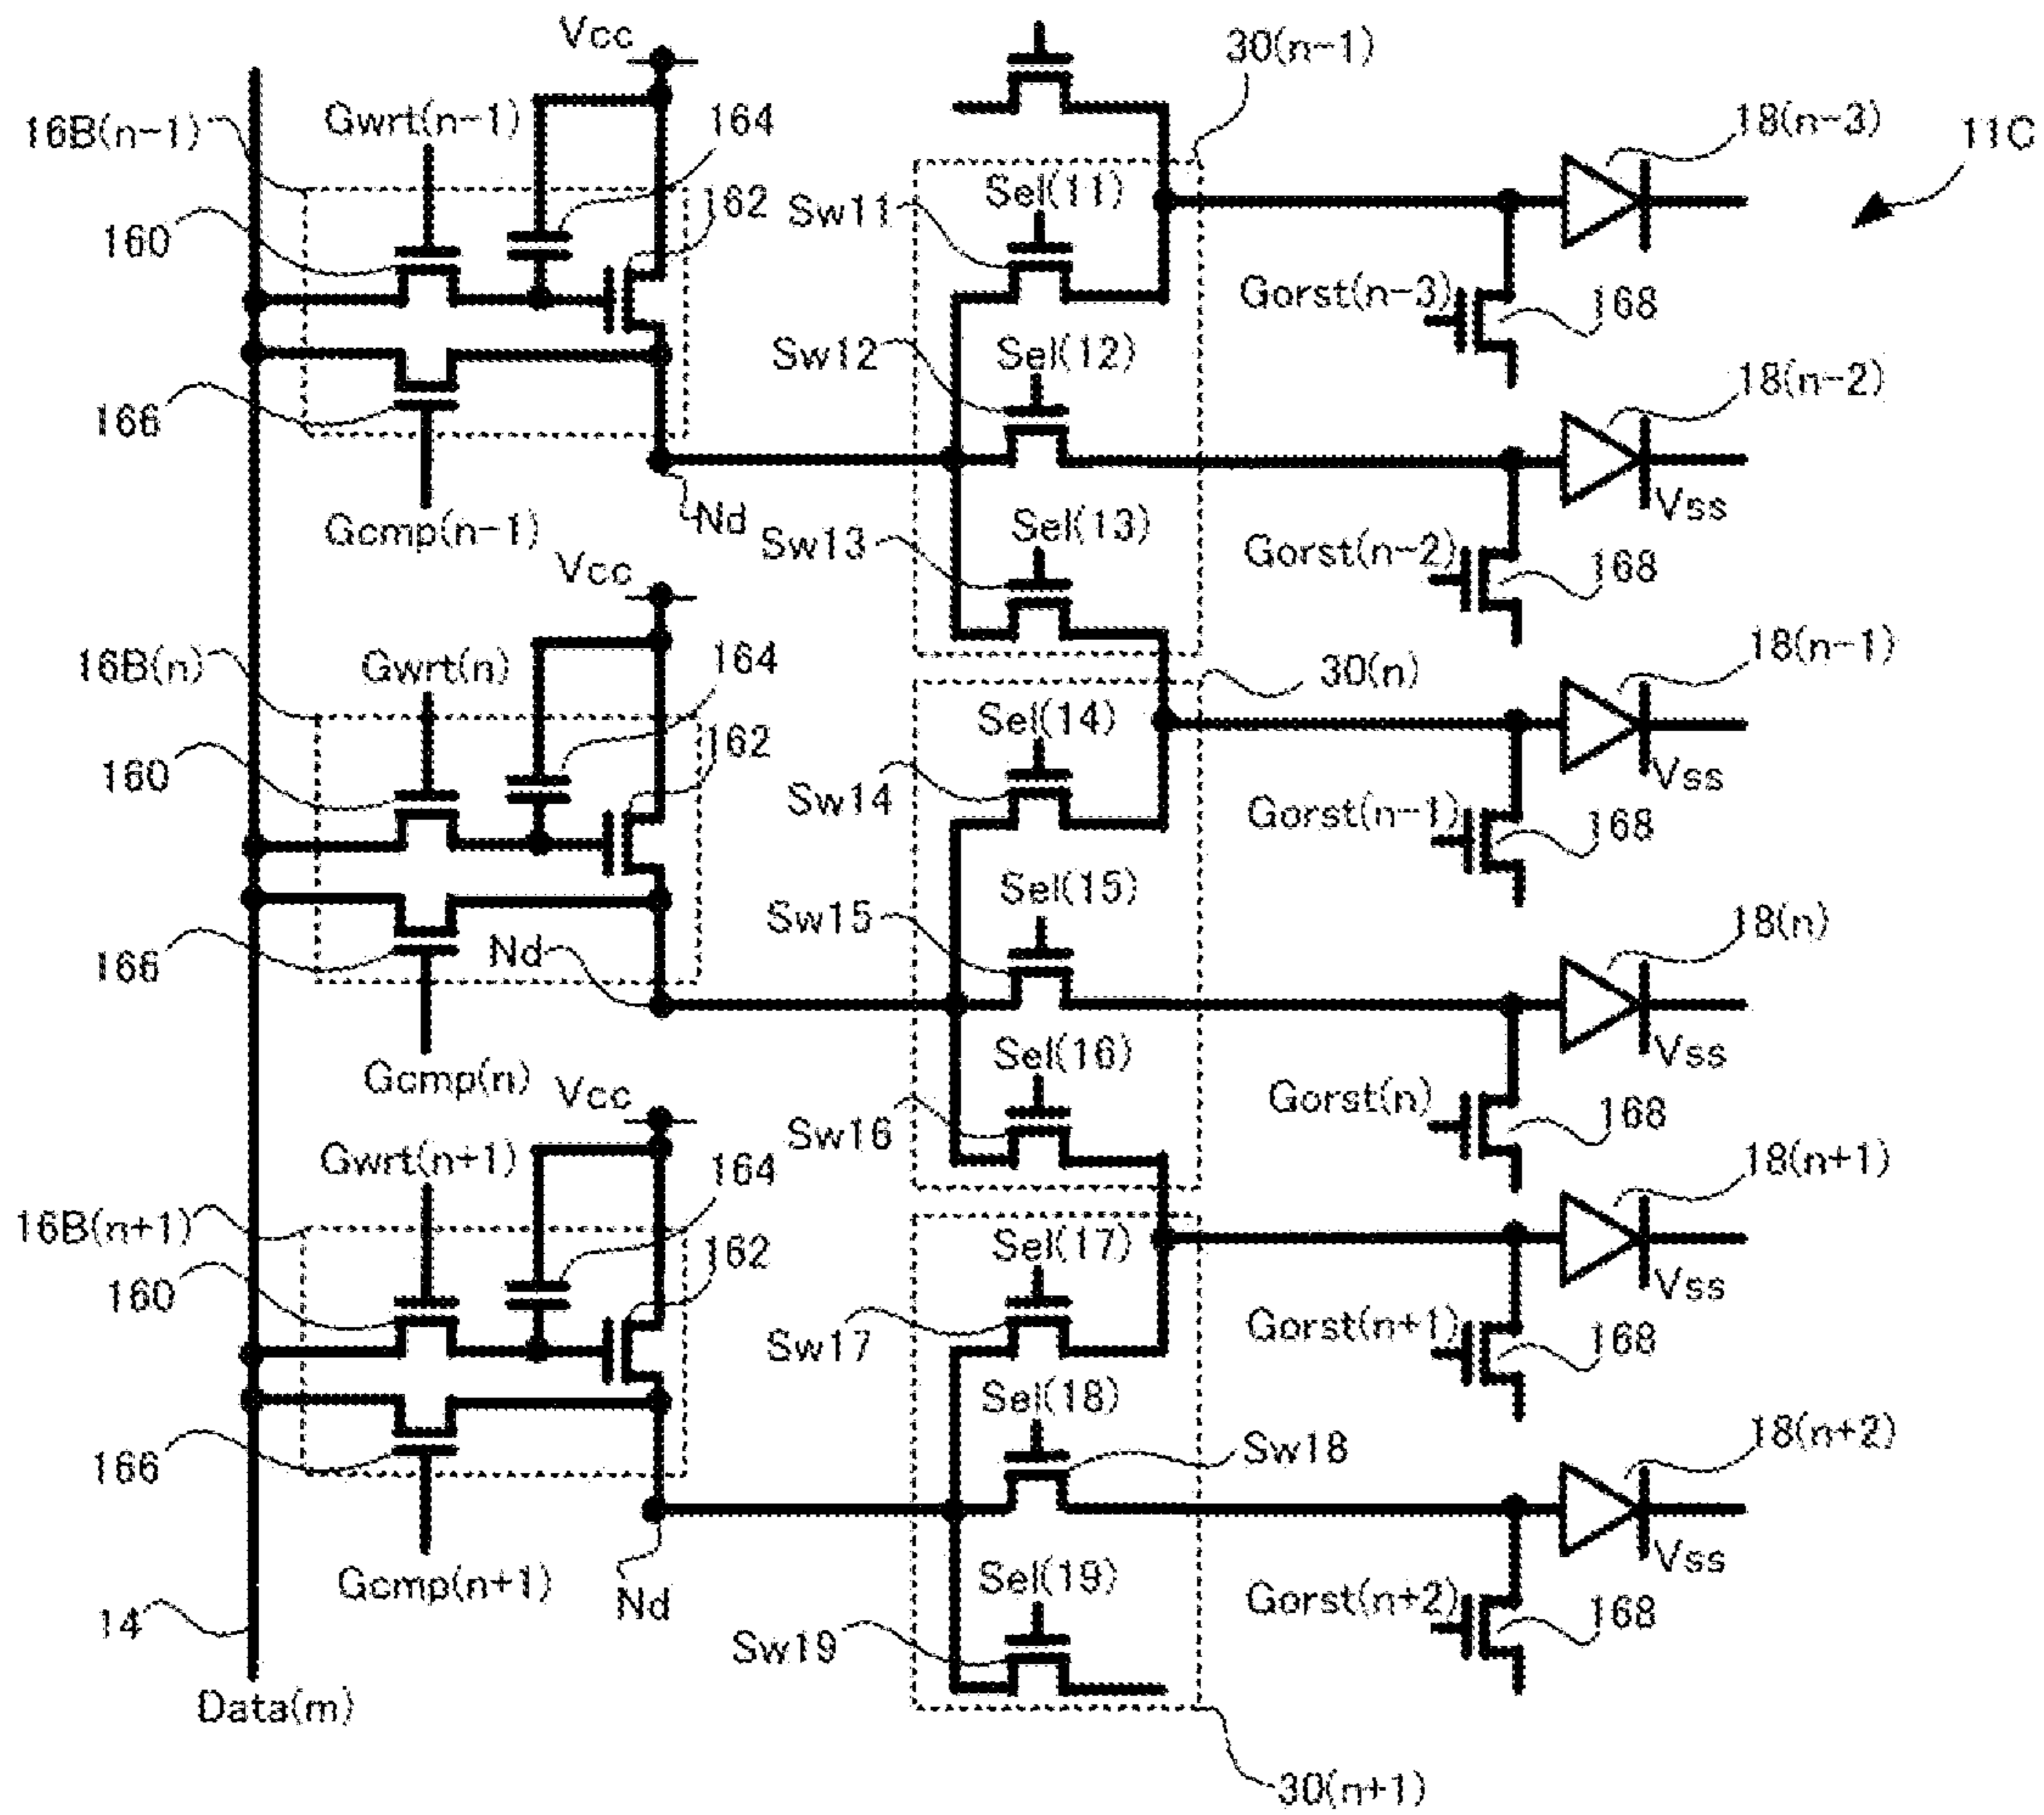 Vcc
30(n-1)
16B(n-1)
Gwrt(n-1)
164
18(n-3)
11C
Sel(11)
162
Sw11
160
Gorst(n-3)
168
Sw12
Sel(12)
18(n-2)
166
Vss
Gcmp(n-1)
Nd
Sw13
Sel(13)
Gorst(n-2)
168
Vcc
16B(n)
Gwrt(n)
164
30(n)
18(n-1)
Sel(14)
162
160
Sw14
Vss
Gorst(n-1)
168
Sel(15)
Sw15
18(n)
166
Nd
Sel(16)
Vss
Gcmp(n)
Vcc
Sw16
Gorst(n)
168
Gwrt(n+1)
164
18(n+1)
16B(n+1)
162
Sel(17)
160
Vss
Sw17
Gorst(n+1)
168
Sel(18)
166
Sw18
18(n+2)
Vss
Gcmp(n+1)
Nd
Sel(19)
Gorst(n+2)
168
14
Sw19
Data(m)
30(n+1)